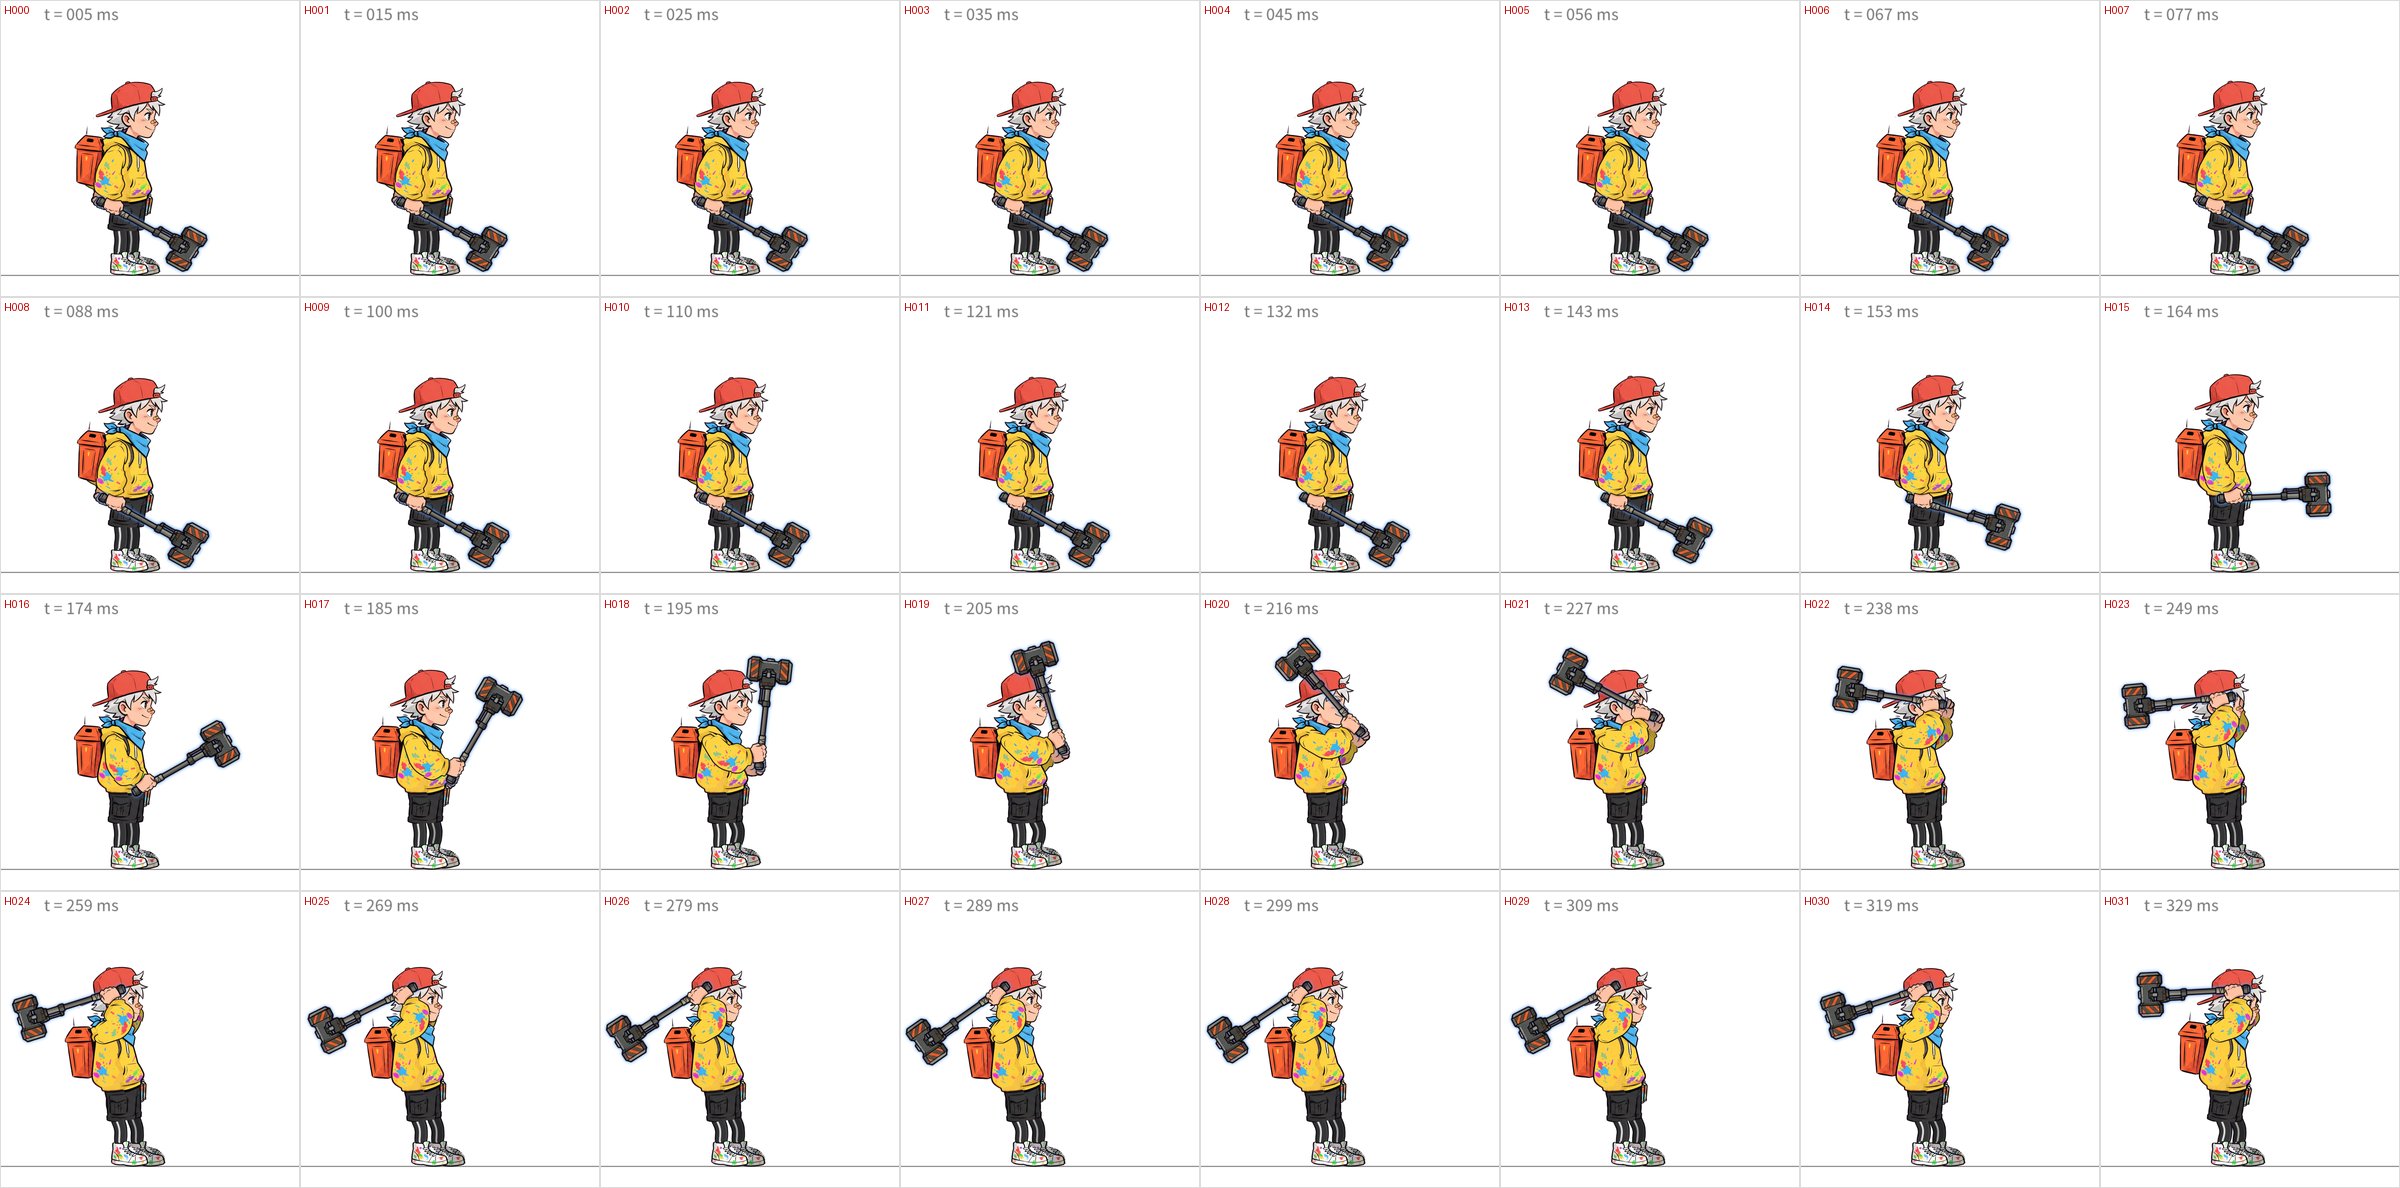 H000 t = 005 ms
H001 t = 015 ms
H002 t = 025 ms
H003 t = 035 ms
H004 t = 045 ms
H005 t = 056 ms
H006 t = 067 ms
H007 t = 077 ms
H008 t = 088 ms
H009 t = 100 ms
H010 t = 110 ms
H011 t = 121 ms
H012 t = 132 ms
H013 t = 143 ms
H014 t = 153 ms
H015 t = 164 ms
H016 t = 174 ms
H017 t = 185 ms
H018 t = 195 ms
H019 t = 205 ms
H020 t = 216 ms
H021 t = 227 ms
H022 t = 238 ms
H023 t = 249 ms
H024 t = 259 ms
H025 t = 269 ms
H026 t = 279 ms
H027 t = 289 ms
H028 t = 299 ms
H029 t = 309 ms
H030 t = 319 ms
H031 t = 329 ms